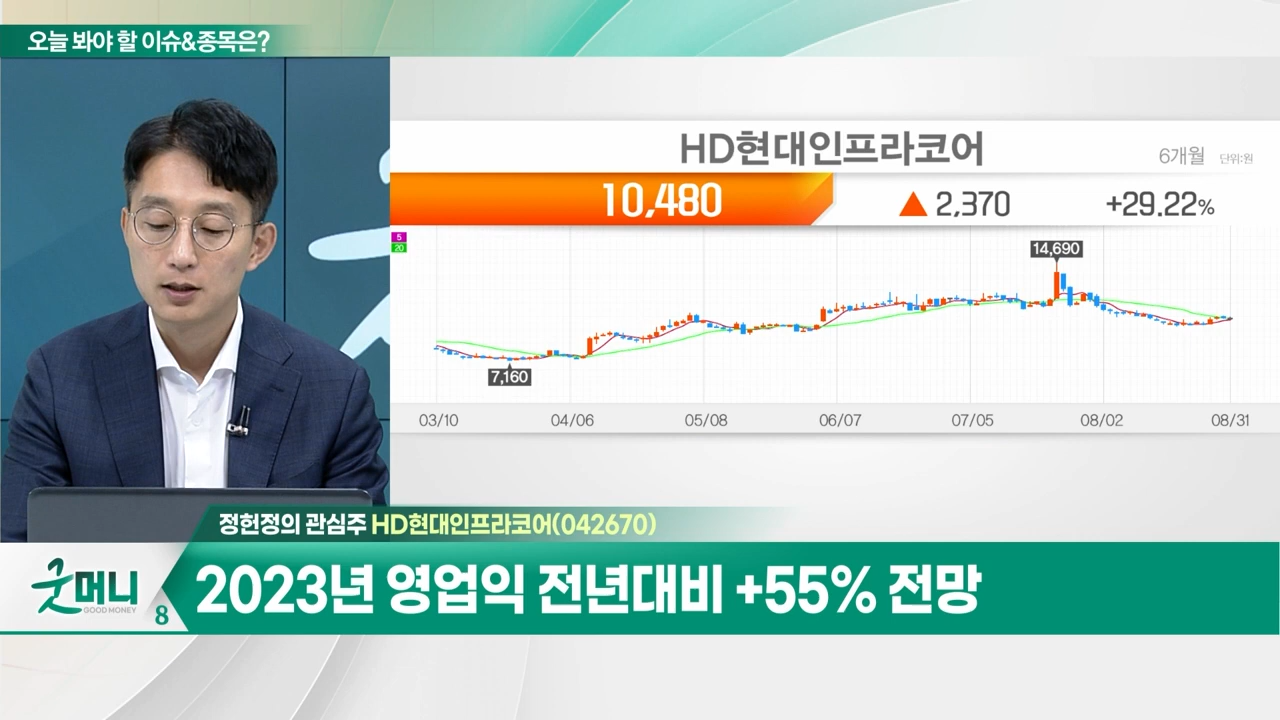 오늘 봐야 할 이슈&종목은?
HD현대인프라코어
6개월 단위:원
10,480 ▲ 2,370 +29.22%
5
20
14,690
7,160
03/10 04/06 05/08 06/07 07/05 08/02 08/31
정헌정의 관심주 HD현대인프라코어(042670)
굿머니
GOOD MONEY
8
2023년 영업익 전년대비 +55% 전망